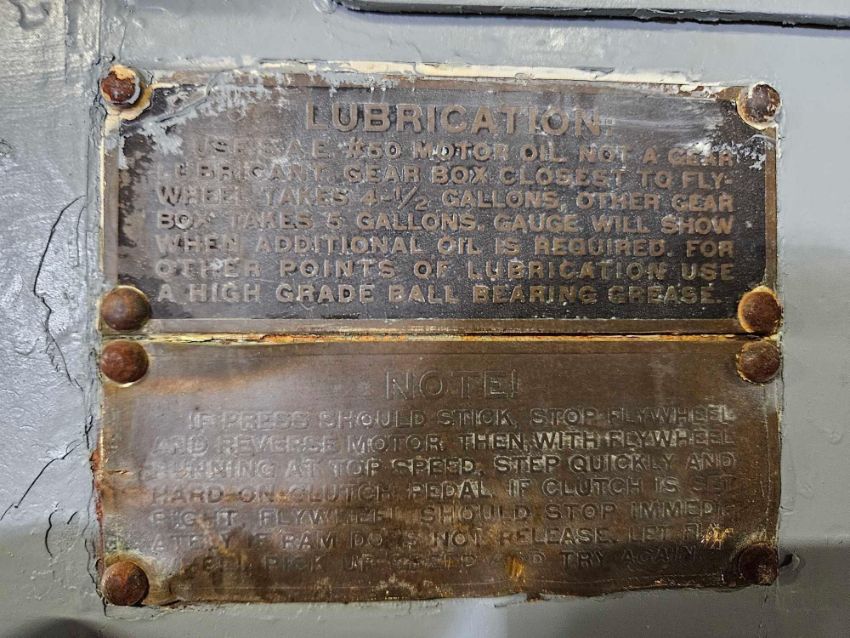 LUBRICATION:
USE S.A.E. #50 MOTOR OIL NOT A GEAR
LUBRICANT. GEAR BOX CLOSEST TO FLY-
WHEEL TAKES 4-1/2 GALLONS, OTHER GEAR
BOX TAKES 5 GALLONS. GAUGE WILL SHOW
WHEN ADDITIONAL OIL IS REQUIRED. FOR
OTHER POINTS OF LUBRICATION USE
A HIGH GRADE BALL BEARING GREASE.
NOTE!
IF PRESS SHOULD STICK, STOP FLYWHEEL
AND REVERSE MOTOR. THEN, WITH FLYWHEEL
RUNNING AT TOP SPEED, STEP QUICKLY AND
HARD ON CLUTCH PEDAL. IF CLUTCH IS SET
RIGHT FLYWHEEL SHOULD STOP IMMEDI-
ATELY. IF RAM DOES NOT RELEASE, LET FLY-
WHEEL PICK UP SPEED AND TRY AGAIN.